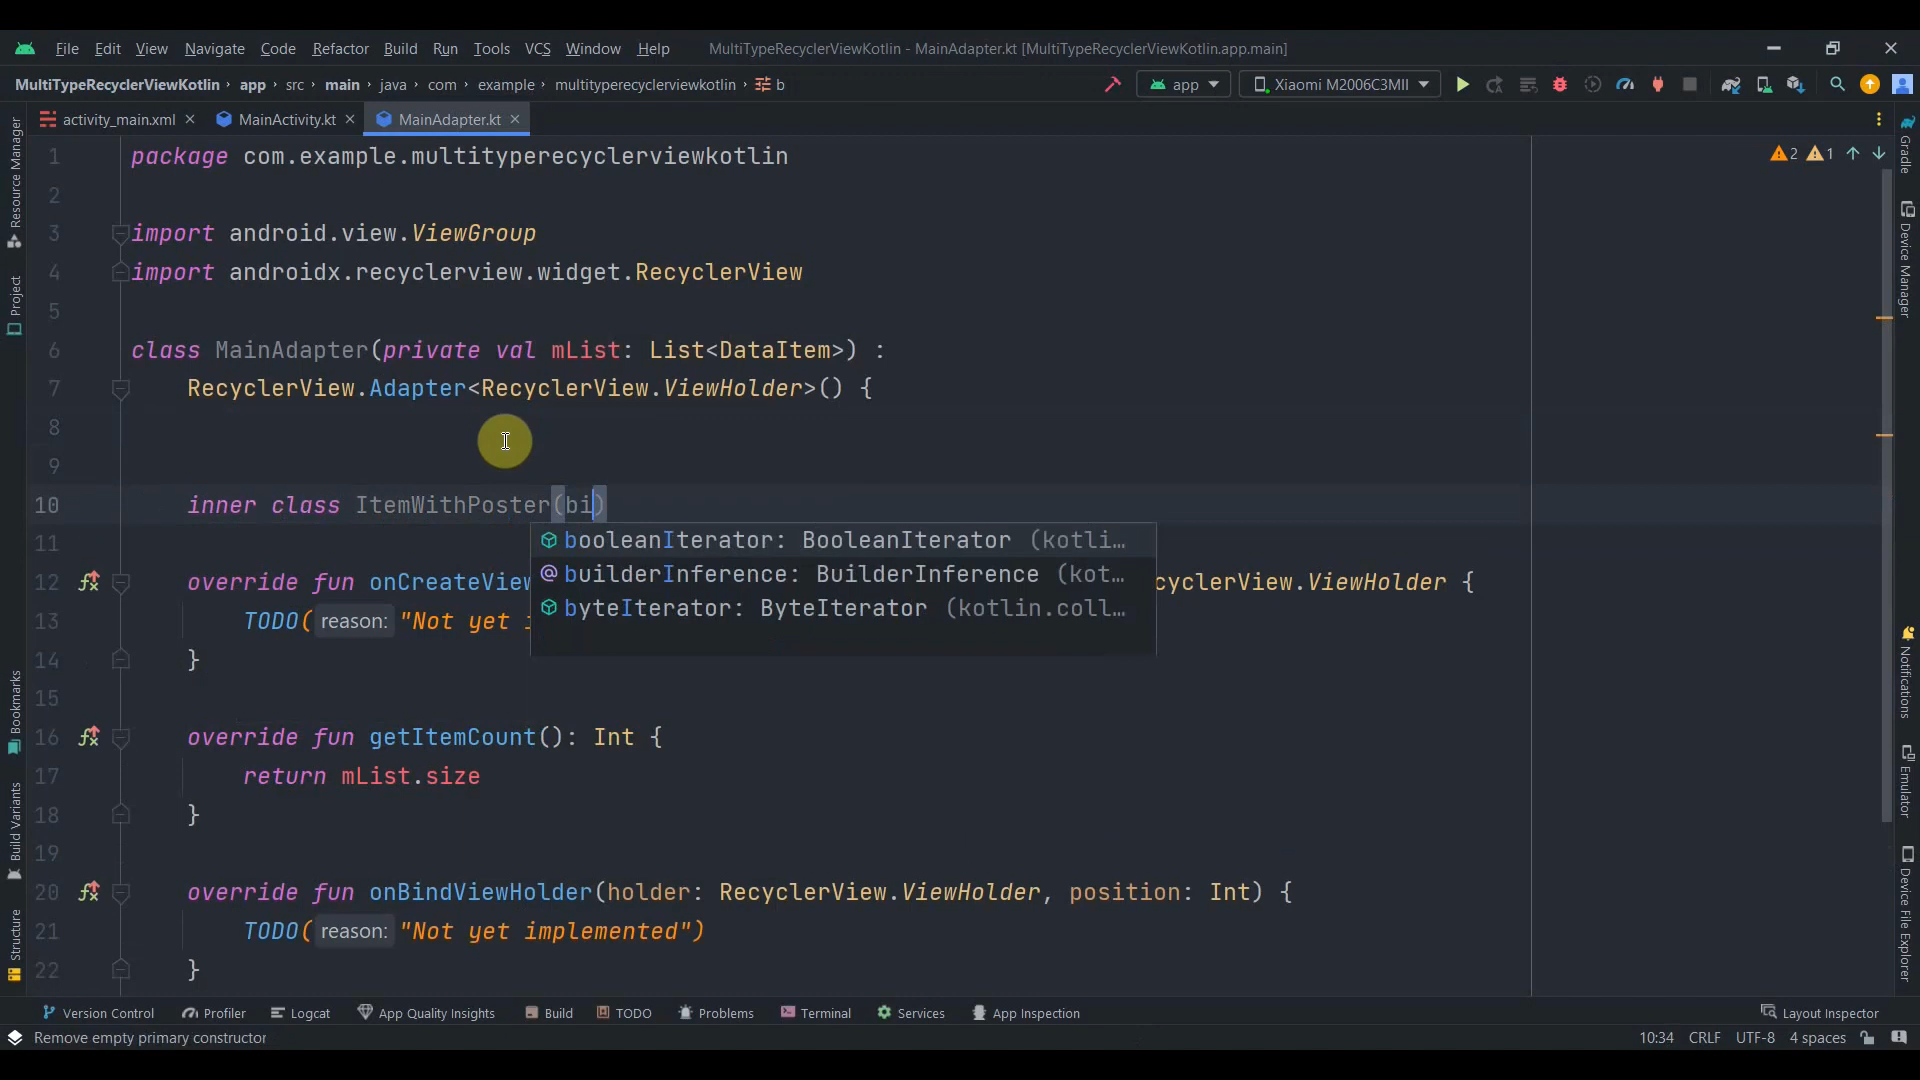 File Edit View Navigate Code Refactor Build Run Tools VCS Window Help MultiTypeRecyclerViewKotlin - MainAdapter.kt [MultiTypeRecyclerViewKotlin.app.main]
MultiTypeRecyclerViewKotlin › app › src › main › java › com › example › multityperecyclerviewkotlin › b app Xiaomi M2006C3MII
activity_main.xml MainActivity.kt MainAdapter.kt
Resource Manager
Project
Bookmarks
Build Variants
Structure
1 package com.example.multityperecyclerviewkotlin
2
3 import android.view.ViewGroup
4 import androidx.recyclerview.widget.RecyclerView
5
6 class MainAdapter(private val mList: List<DataItem>) :
7 RecyclerView.Adapter<RecyclerView.ViewHolder>() {
8
9
10 inner class ItemWithPoster(bi)
booleanIterator: BooleanIterator (kotli…
builderInference: BuilderInference (kot…
byteIterator: ByteIterator (kotlin.coll…
11
12 override fun onCreateView cyclerView.ViewHolder {
13 TODO( reason: "Not yet i
14 }
15
16 override fun getItemCount(): Int {
17 return mList.size
18 }
19
20 override fun onBindViewHolder(holder: RecyclerView.ViewHolder, position: Int) {
21 TODO( reason: "Not yet implemented")
22 }
2 1
Gradle
Device Manager
Notifications
Emulator
Device File Explorer
Version Control Profiler Logcat App Quality Insights Build TODO Problems Terminal Services App Inspection Layout Inspector
Remove empty primary constructor 10:34 CRLF UTF-8 4 spaces